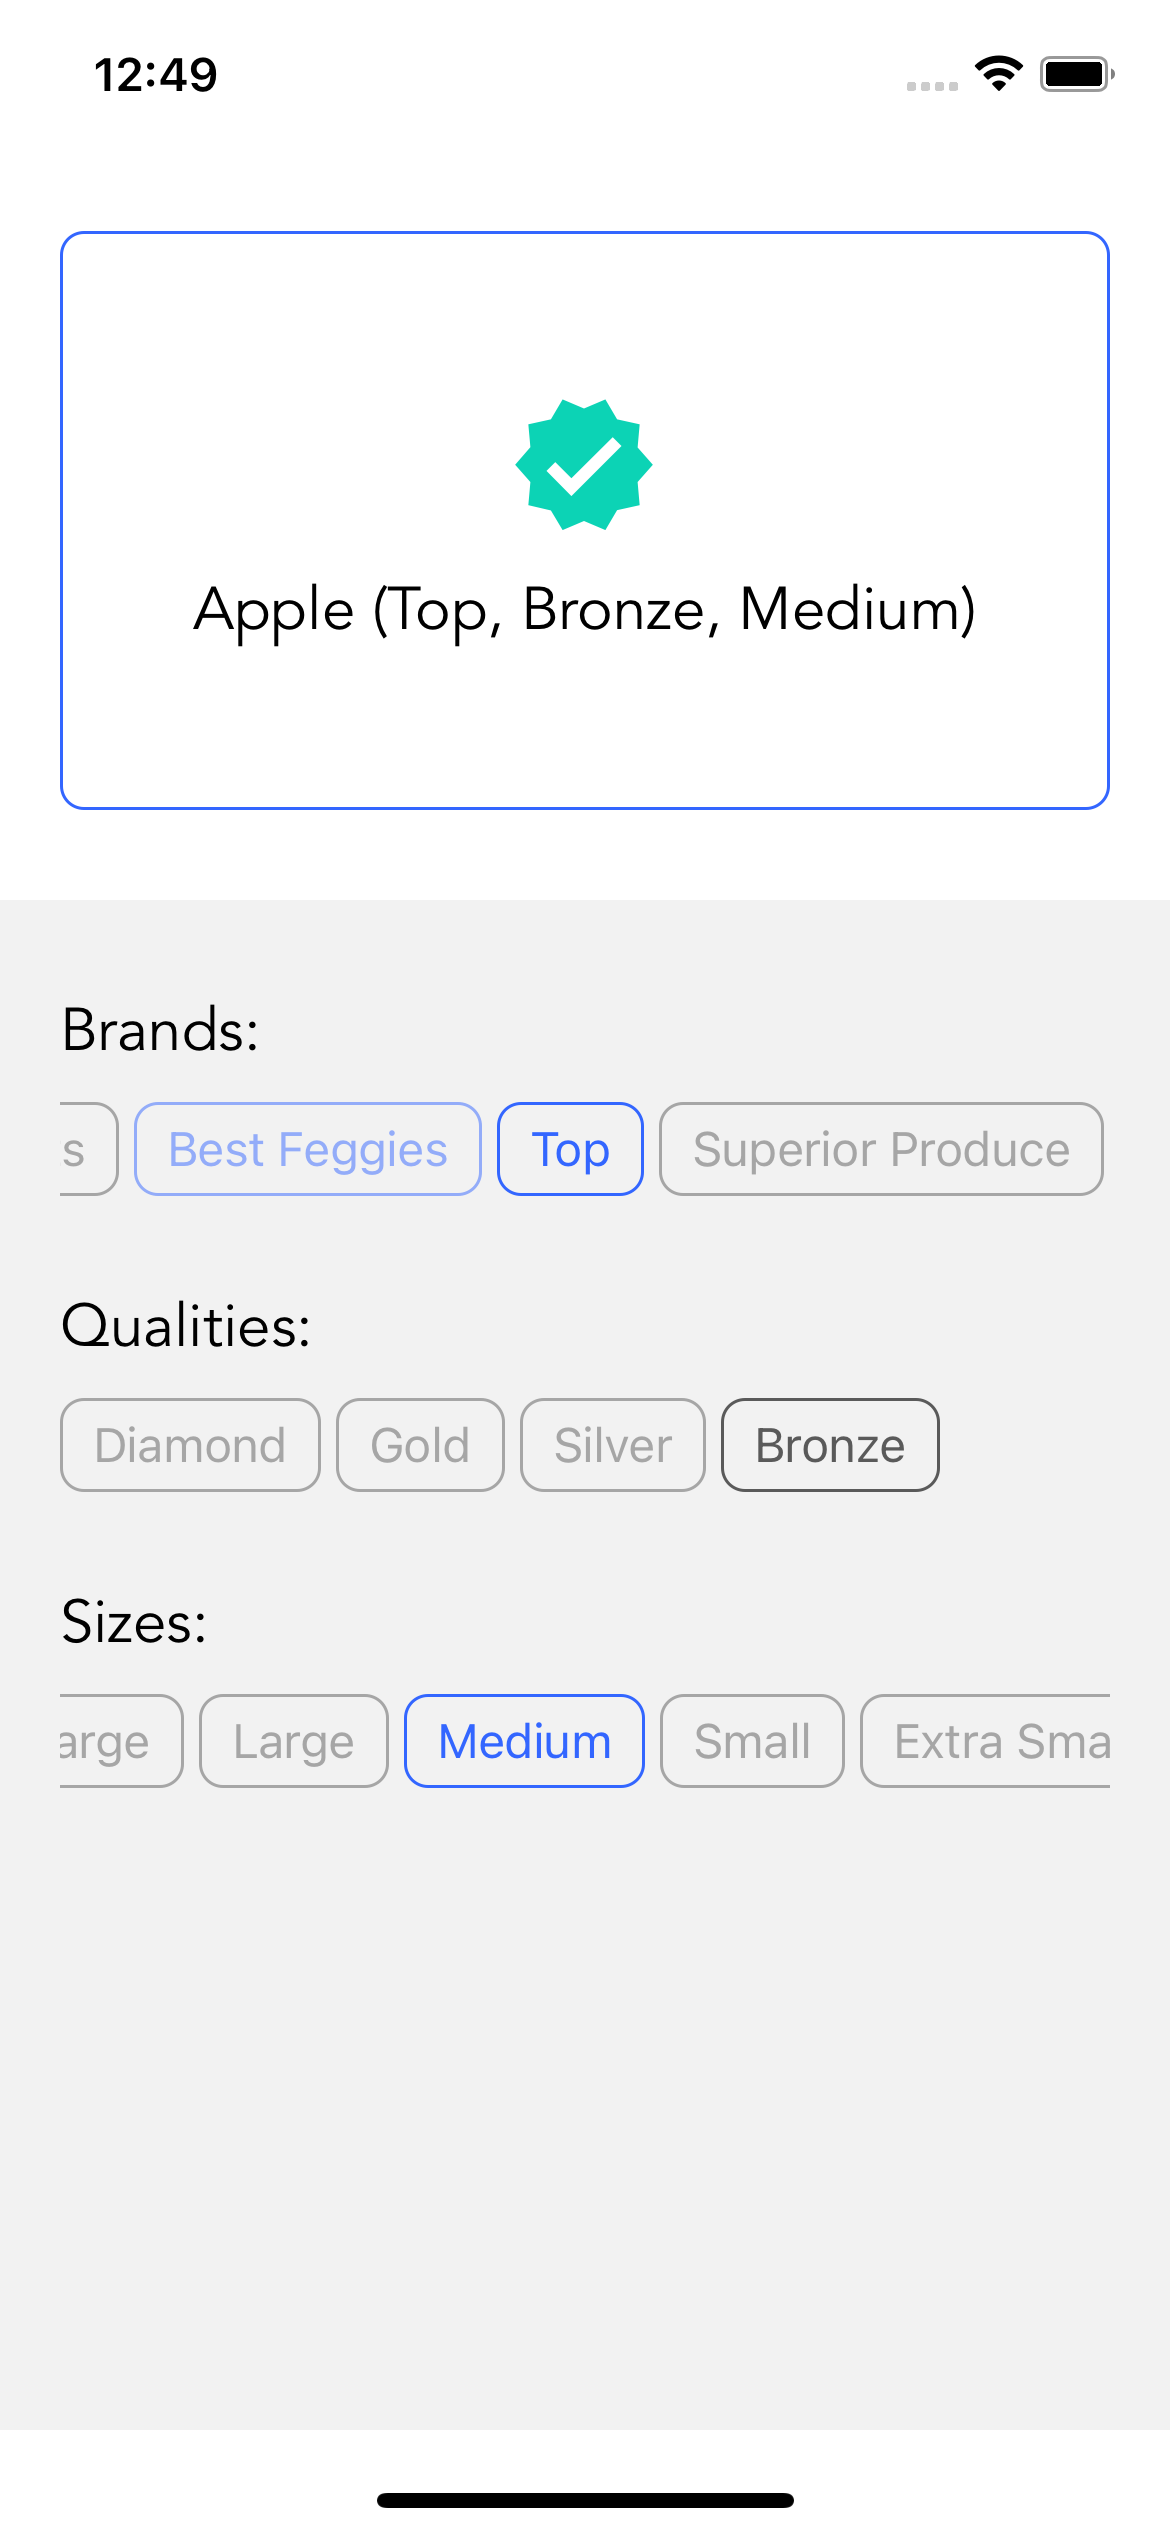 12:49
Apple (Top, Bronze, Medium)
Brands:
s Best Feggies Top Superior Produce
Qualities:
Diamond Gold Silver Bronze
Sizes:
arge Large Medium Small Extra Sma